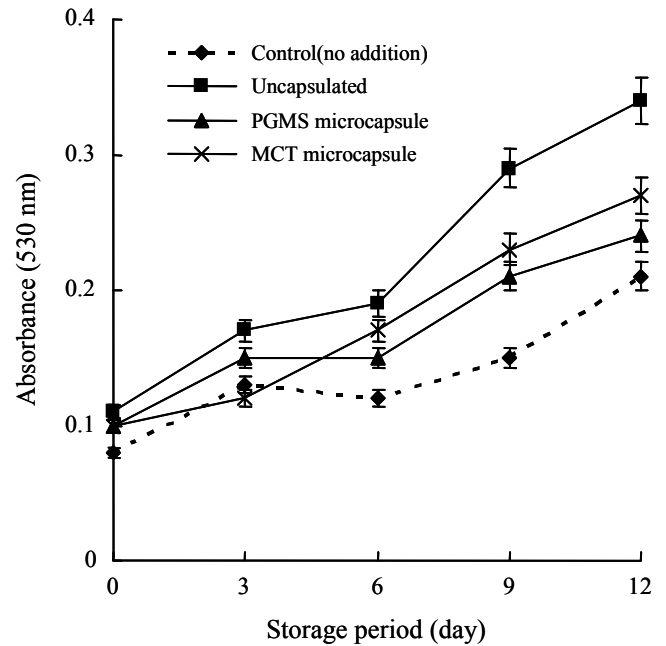 0.4
Control(no addition)
Uncapsulated
PGMS microcapsule
MCT microcapsule
0.3
0.2
0.1
0
Absorbance (530 nm)
0 3 6 9 12
Storage period (day)